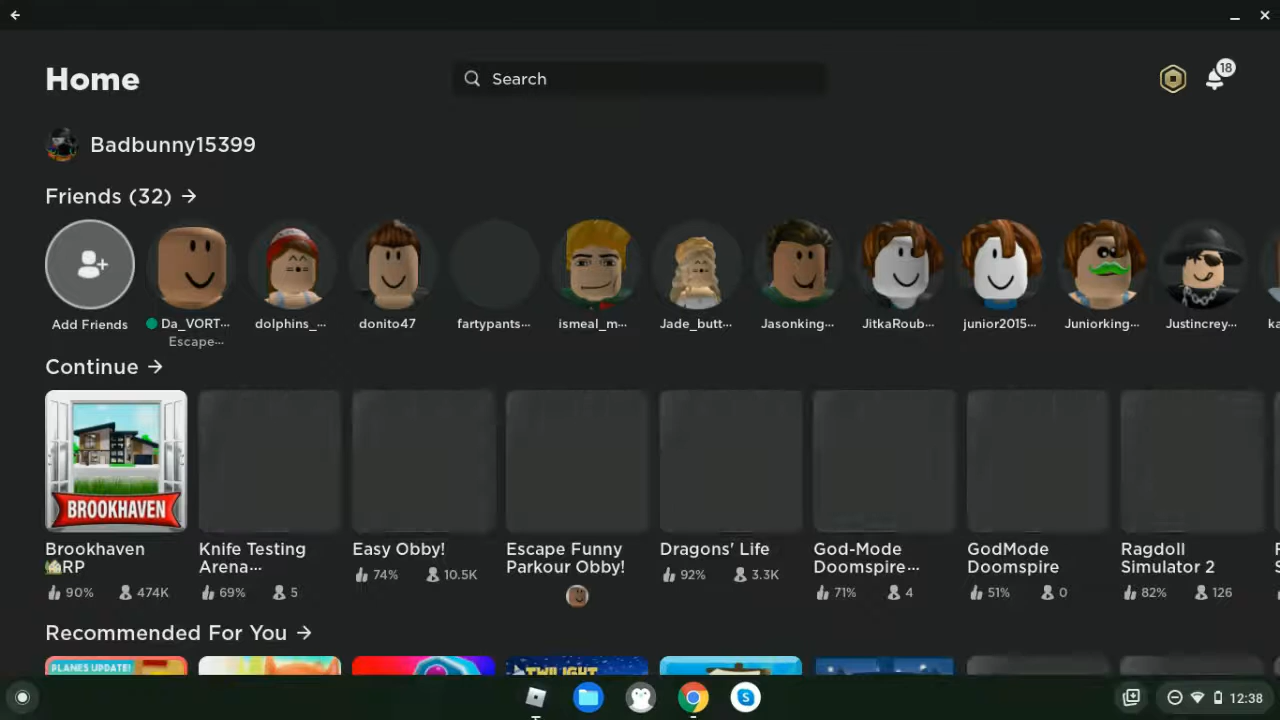 Home
Search
18
Badbunny15399
Friends (32) →
Add Friends
Da_VORT...
Escape...
dolphins_...
donito47
fartypants...
ismeal_m...
Jade_butt...
Jasonking...
JitkaRoub...
junior2015...
Juniorking...
Justincrey...
ka
Continue →
BROOKHAVEN
Brookhaven
🏡RP
90% 474K
Knife Testing
Arena...
69% 5
Easy Obby!
74% 10.5K
Escape Funny
Parkour Obby!
Dragons' Life
92% 3.3K
God-Mode
Doomspire...
71% 4
GodMode
Doomspire
51% 0
Ragdoll
Simulator 2
82% 126
Recommended For You →
PLANES UPDATE!
TWILIGHT
12:38